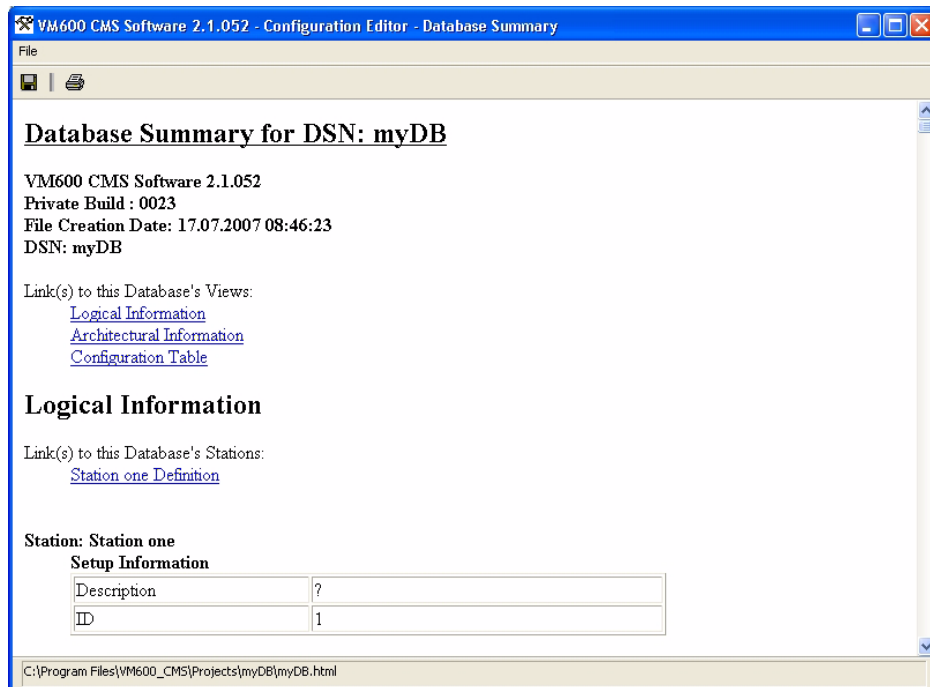 VM600 CMS Software 2.1.052 - Configuration Editor - Database Summary
File
Database Summary for DSN: myDB
VM600 CMS Software 2.1.052
Private Build : 0023
File Creation Date: 17.07.2007 08:46:23
DSN: myDB
Link(s) to this Database's Views:
Logical Information
Architectural Information
Configuration Table
Logical Information
Link(s) to this Database's Stations:
Station one Definition
Station: Station one
Setup Information
Description ?
ID 1
C:\Program Files\VM600_CMS\Projects\myDB\myDB.html